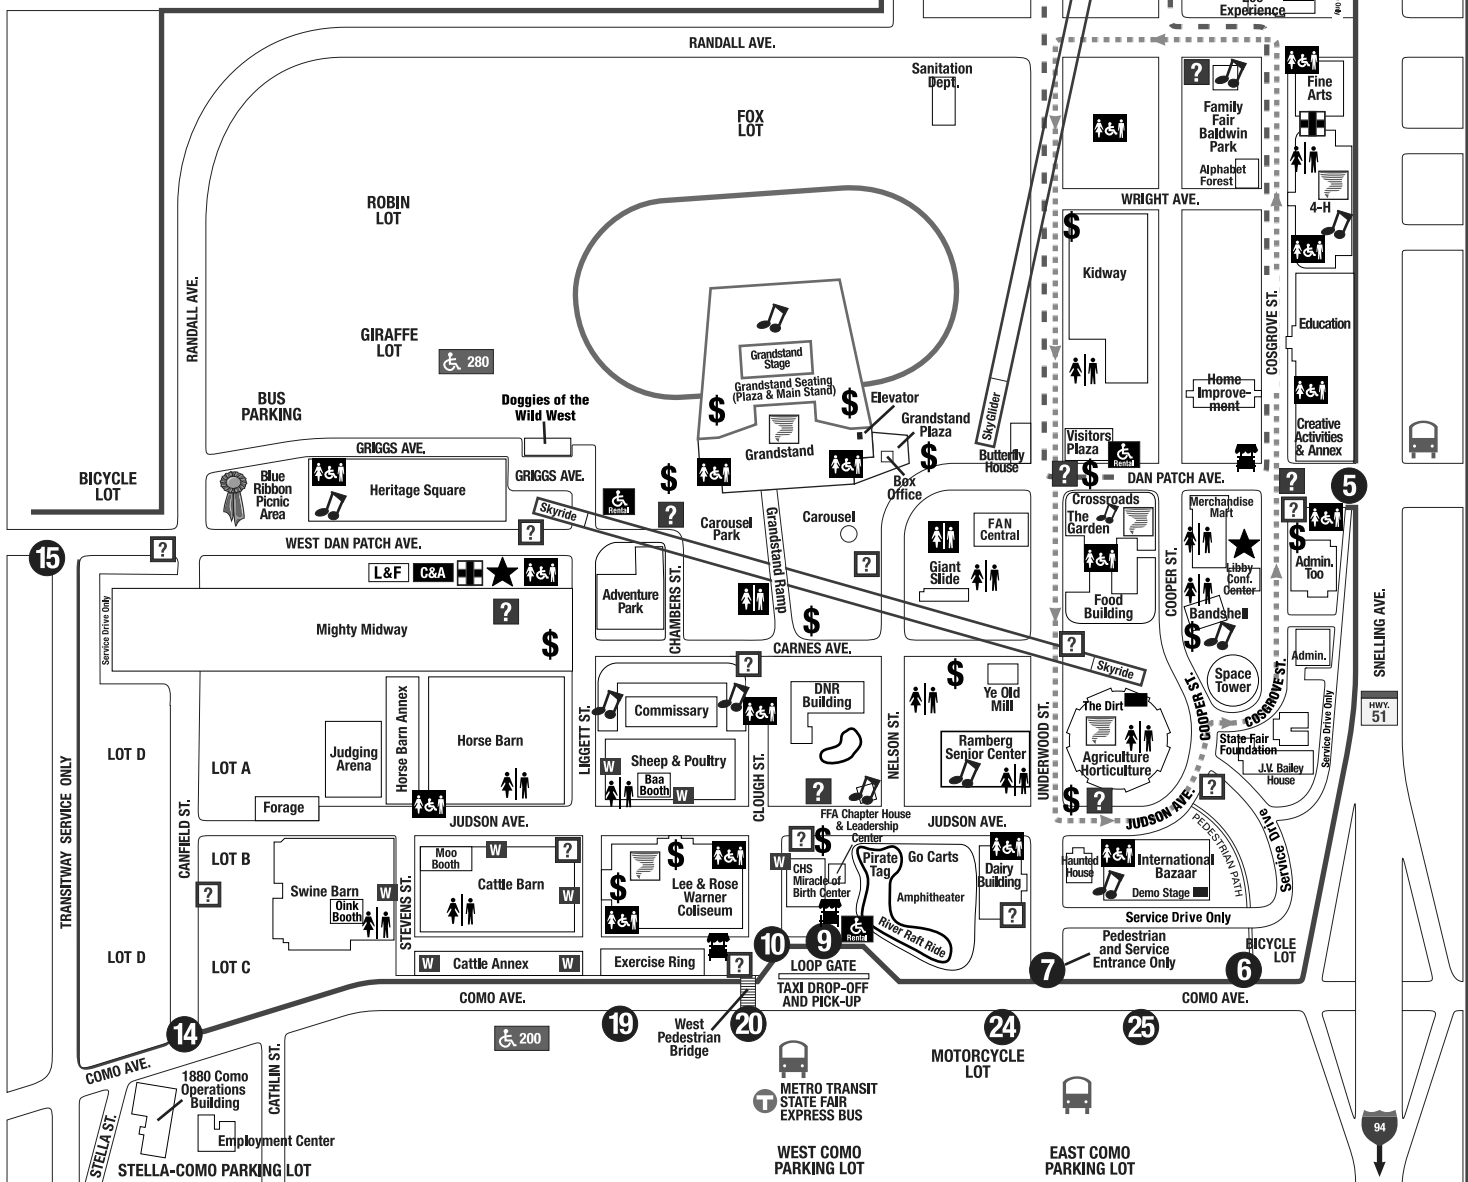 Experience
RANDALL AVE.
Sanitation
Dept.
?
Fine
Arts
FOX
LOT
Family
Fair
Baldwin
Park
Alphabet
Forest
WRIGHT AVE.
4-H
ROBIN
LOT
$
Kidway
RANDALL AVE.
COSGROVE ST.
Education
GIRAFFE
LOT
280
Grandstand
Stage
Grandstand Seating
(Plaza & Main Stand)
$
$
Elevator
Grandstand
Plaza
SkyGlider
Home
Improve-
ment
BUS
PARKING
Doggies of the
Wild West
Creative
Activities
& Annex
GRIGGS AVE.
Grandstand
Visitors
Plaza
Rental
Butterfly
House
$
$
?
$
DAN PATCH AVE.
?
5
BICYCLE
LOT
Blue
Ribbon
Picnic
Area
Heritage Square
GRIGGS AVE.
Box
Office
Skyride
Rental
?
Carousel
Park
Grandstand Ramp
Carousel
FAN
Central
Crossroads
The
Garden
Merchandise
Mart
?
$
15
?
WEST DAN PATCH AVE.
?
?
Giant
Slide
Food
Building
COOPER ST.
Libby
Conf.
Center
Admin.
Too
L&F
C&A
?
Service Drive Only
Mighty Midway
$
Adventure
Park
CHAMBERS ST.
$
CARNES AVE.
?
Bandshell
$
SNELLING AVE.
Admin.
?
Skyride
Space
Tower
COOPER ST.
COSGROVE ST.
Service Drive Only
HWY.
51
LIGGETT ST.
Commissary
DNR
Building
NELSON ST.
$
Ye Old
Mill
UNDERWOOD ST.
The Dirt
Agriculture
Horticulture
State Fair
Foundation
J.V. Bailey
House
TRANSITWAY SERVICE ONLY
LOT D
LOT A
Judging
Arena
Horse Barn Annex
Horse Barn
Sheep & Poultry
W
Baa
Booth
W
CLOUGH ST.
Ramberg
Senior Center
?
CANFIELD ST.
Forage
JUDSON AVE.
FFA Chapter House
& Leadership
Center
JUDSON AVE.
$
?
JUDSON AVE.
?
PEDESTRIAN PATH
Service Drive
LOT B
Moo
Booth
W
?
?
$
$
Pirate
Tag
Go Carts
Haunted
House
International
Bazaar
Demo Stage
?
Swine Barn
Oink
Booth
W
STEVENS ST.
Cattle Barn
W
$
Lee & Rose
Warner
Coliseum
W
CHS
Miracle of
Birth Center
Amphitheater
Dairy
Building
?
River Raft Ride
Rental
Service Drive Only
LOT D
LOT C
W
Cattle Annex
W
Exercise Ring
?
10
9
LOOP GATE
TAXI DROP-OFF
AND PICK-UP
7
Pedestrian
and Service
Entrance Only
6
BICYCLE
LOT
COMO AVE.
COMO AVE.
14
200
19
West
Pedestrian
Bridge
20
24
MOTORCYCLE
LOT
25
COMO AVE.
CATHLIN ST.
1880 Como
Operations
Building
METRO TRANSIT
STATE FAIR
EXPRESS BUS
T
94
STELLA ST.
Employment Center
STELLA-COMO PARKING LOT
WEST COMO
PARKING LOT
EAST COMO
PARKING LOT